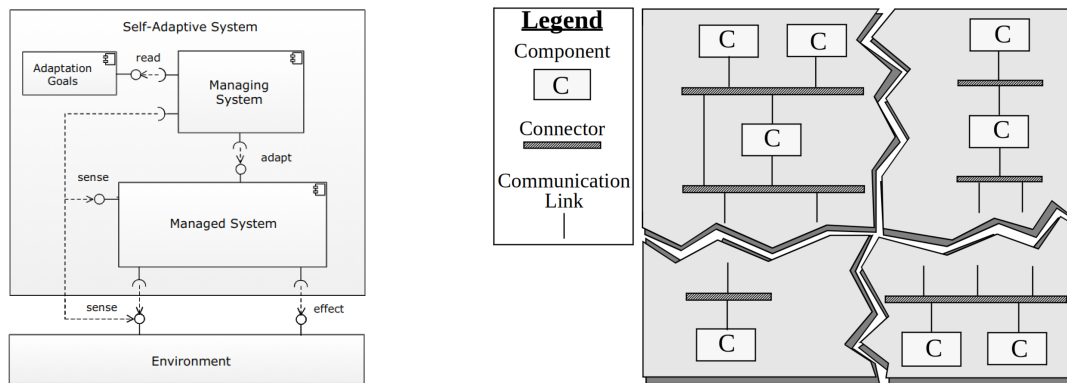 Self-Adaptive System
Adaptation
Goals
read
Managing
System
adapt
sense
Managed System
sense
effect
Environment
Legend
Component
C
Connector
Communication
Link
C
C
C
C
C
C
C
C